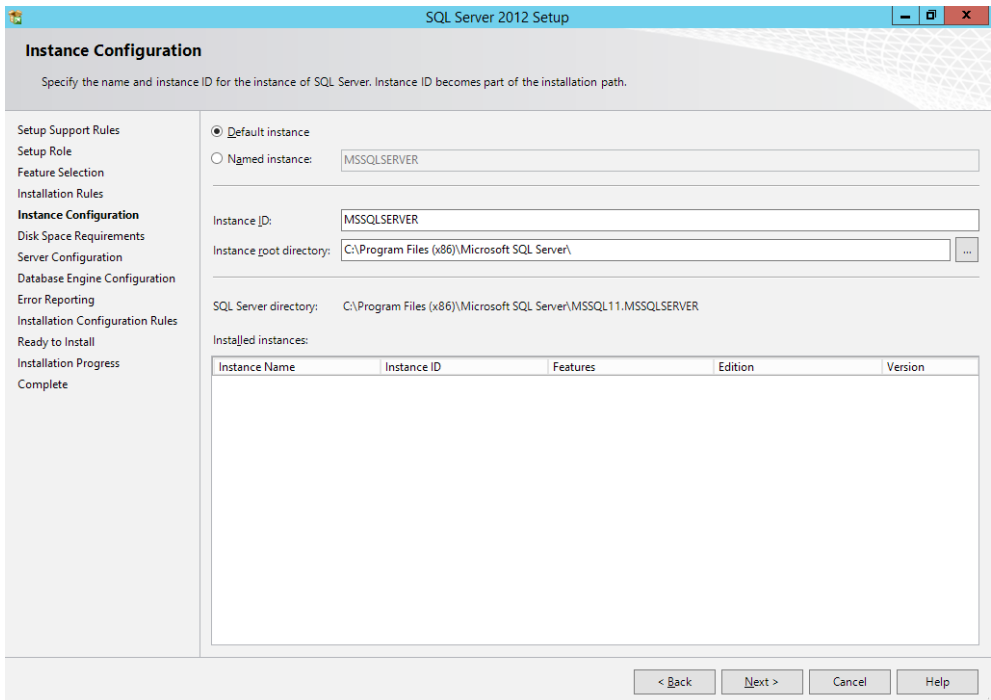 SQL Server 2012 Setup
Instance Configuration
Specify the name and instance ID for the instance of SQL Server. Instance ID becomes part of the installation path.
Setup Support Rules
Setup Role
Feature Selection
Installation Rules
Instance Configuration
Disk Space Requirements
Server Configuration
Database Engine Configuration
Error Reporting
Installation Configuration Rules
Ready to Install
Installation Progress
Complete
Default instance
Named instance: MSSQLSERVER
Instance ID: MSSQLSERVER
Instance root directory: C:\Program Files (x86)\Microsoft SQL Server\ ...
SQL Server directory: C:\Program Files (x86)\Microsoft SQL Server\MSSQL11.MSSQLSERVER
Installed instances:
Instance Name Instance ID Features Edition Version
< Back Next > Cancel Help